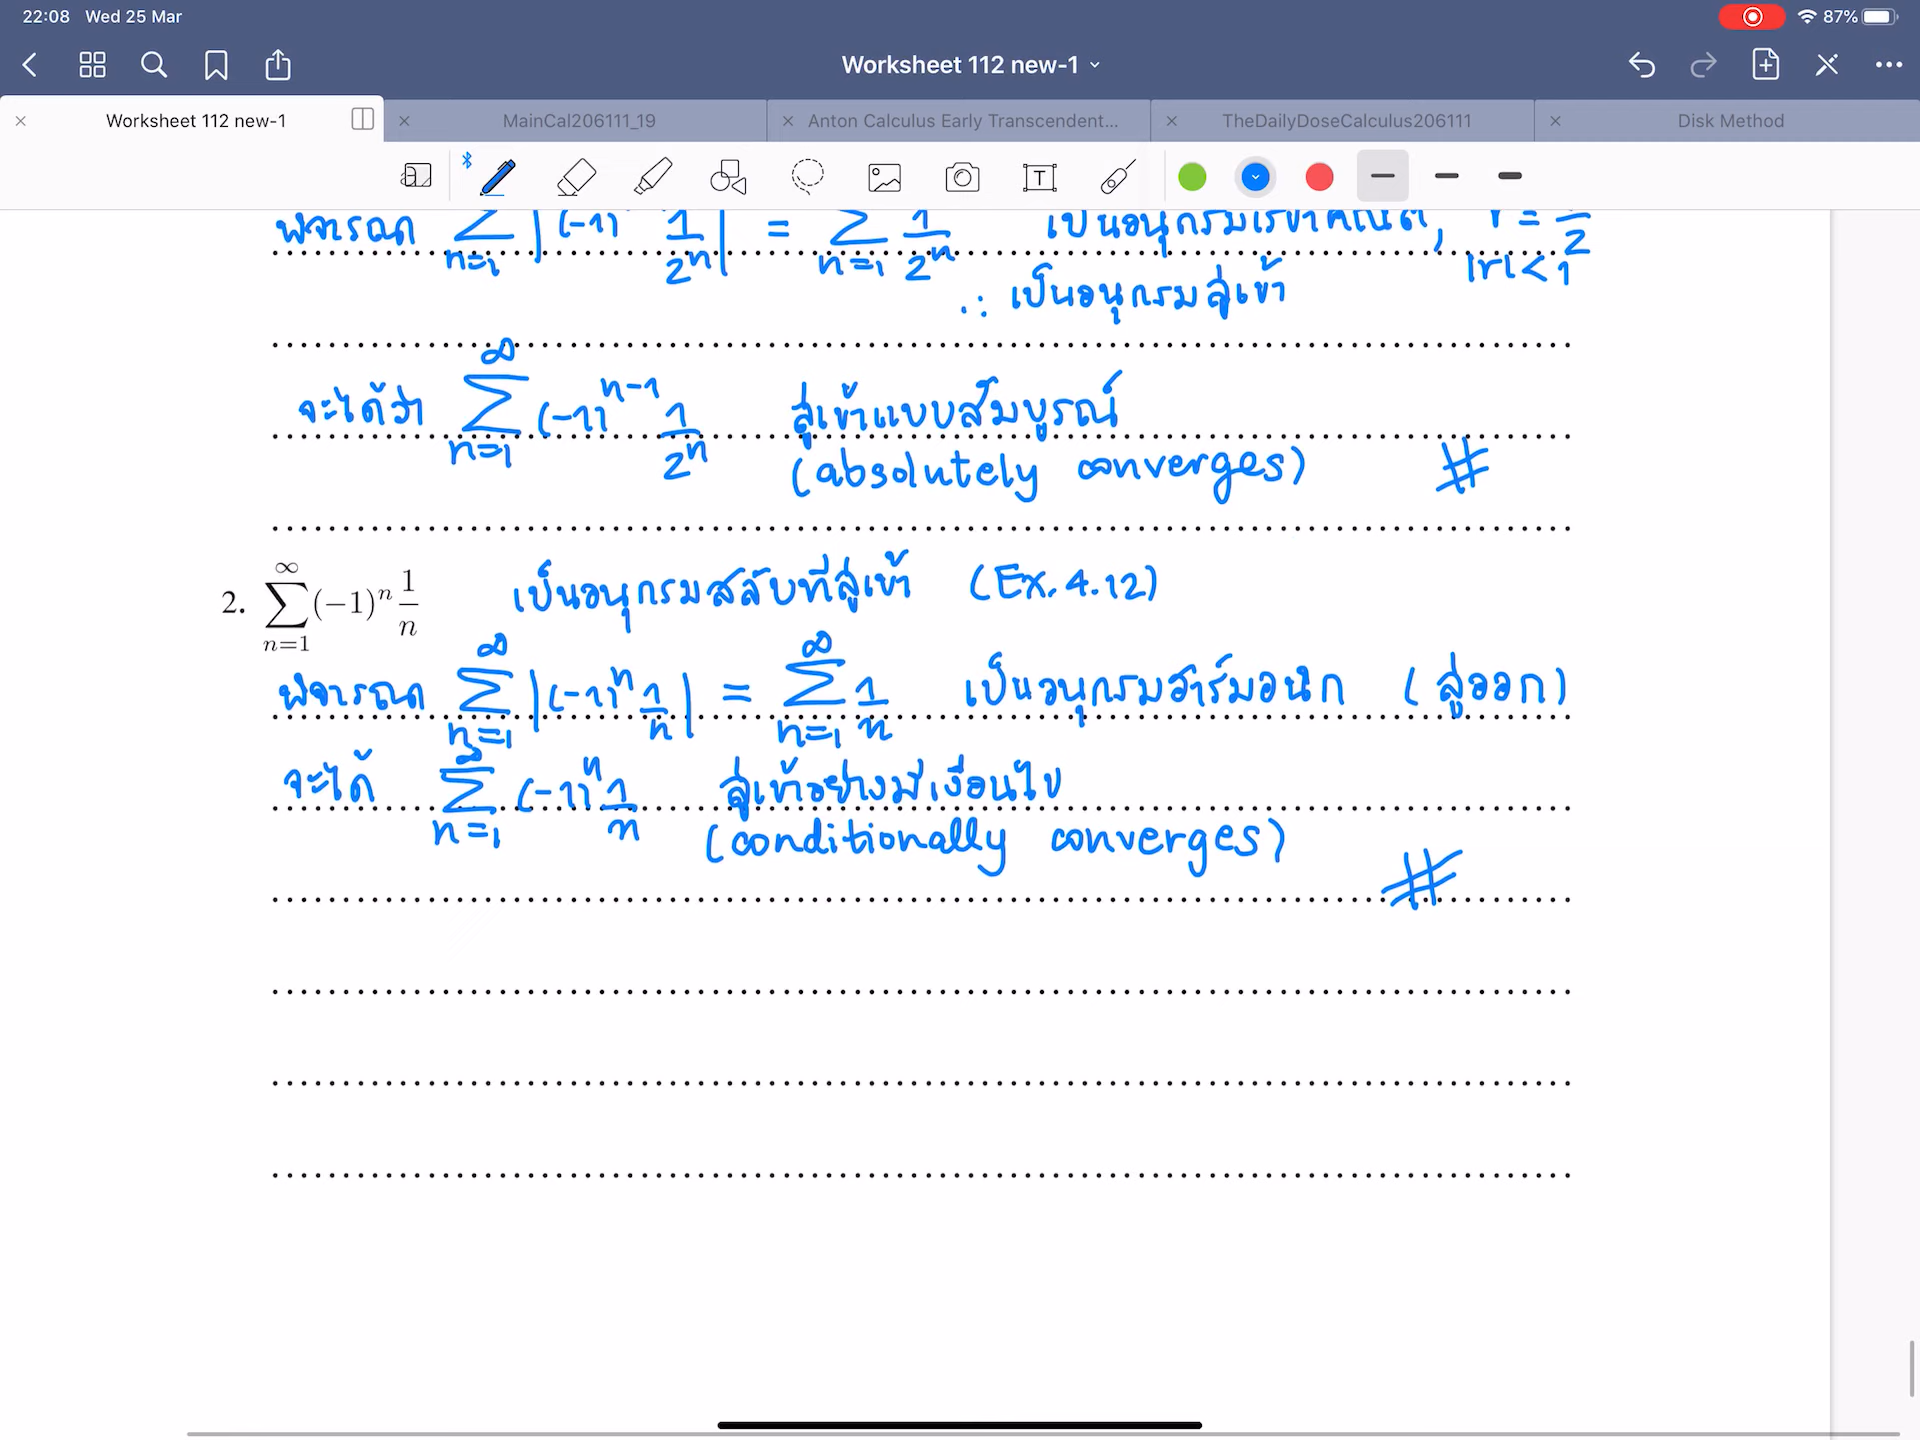 22:08 Wed 25 Mar 87%
Worksheet 112 new-1
Worksheet 112 new-1 MainCal206111_19 Anton Calculus Early Transcendent... TheDailyDoseCalculus206111 Disk Method
พิจารณา ∑ n=1 |(-1) 1/2^n| = ∑ n=1 1/2^n เป็นอนุกรมเรขาคณิต, r = 1/2
|r| < 1
∴ เป็นอนุกรมลู่เข้า
จะได้ว่า ∑_{n=1}^{∞} (-1)^{n-1} 1/2^n ลู่เข้าแบบสัมบูรณ์
(absolutely converges) #
2. ∑_{n=1}^{∞} (−1)^n 1/n เป็นอนุกรมสลับที่ลู่เข้า (Ex. 4.12)
พิจารณา ∑_{n=1}^{∞} |(-1)^n 1/n| = ∑_{n=1}^{∞} 1/n เป็นอนุกรมฮาร์มอนิก (ลู่ออก)
จะได้ ∑_{n=1}^{∞} (-1)^n 1/n ลู่เข้าอย่างมีเงื่อนไข
(conditionally converges) #